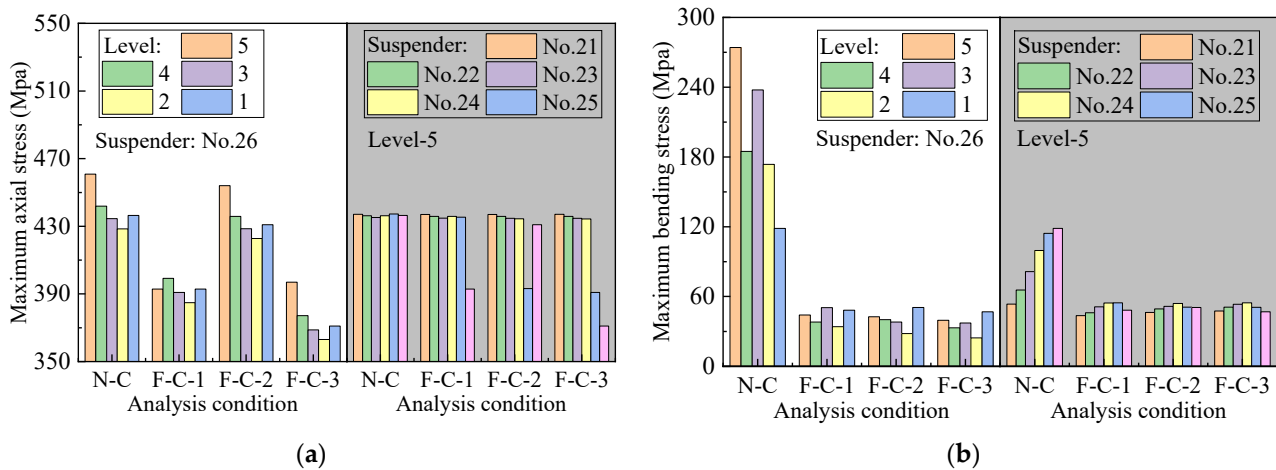 Maximum axial stress (Mpa)
550
510
470
430
390
350
Level:
5
4
3
2
1
Suspender: No.26
Suspender:
No.21
No.22
No.23
No.24
No.25
Level-5
N-C
F-C-1
F-C-2
F-C-3
N-C
F-C-1
F-C-2
F-C-3
Analysis condition
Analysis condition
(a)
Maximum bending stress (Mpa)
300
240
180
120
60
0
Level:
5
4
3
2
1
Suspender: No.26
Suspender:
No.21
No.22
No.23
No.24
No.25
Level-5
N-C
F-C-1
F-C-2
F-C-3
N-C
F-C-1
F-C-2
F-C-3
Analysis condition
Analysis condition
(b)